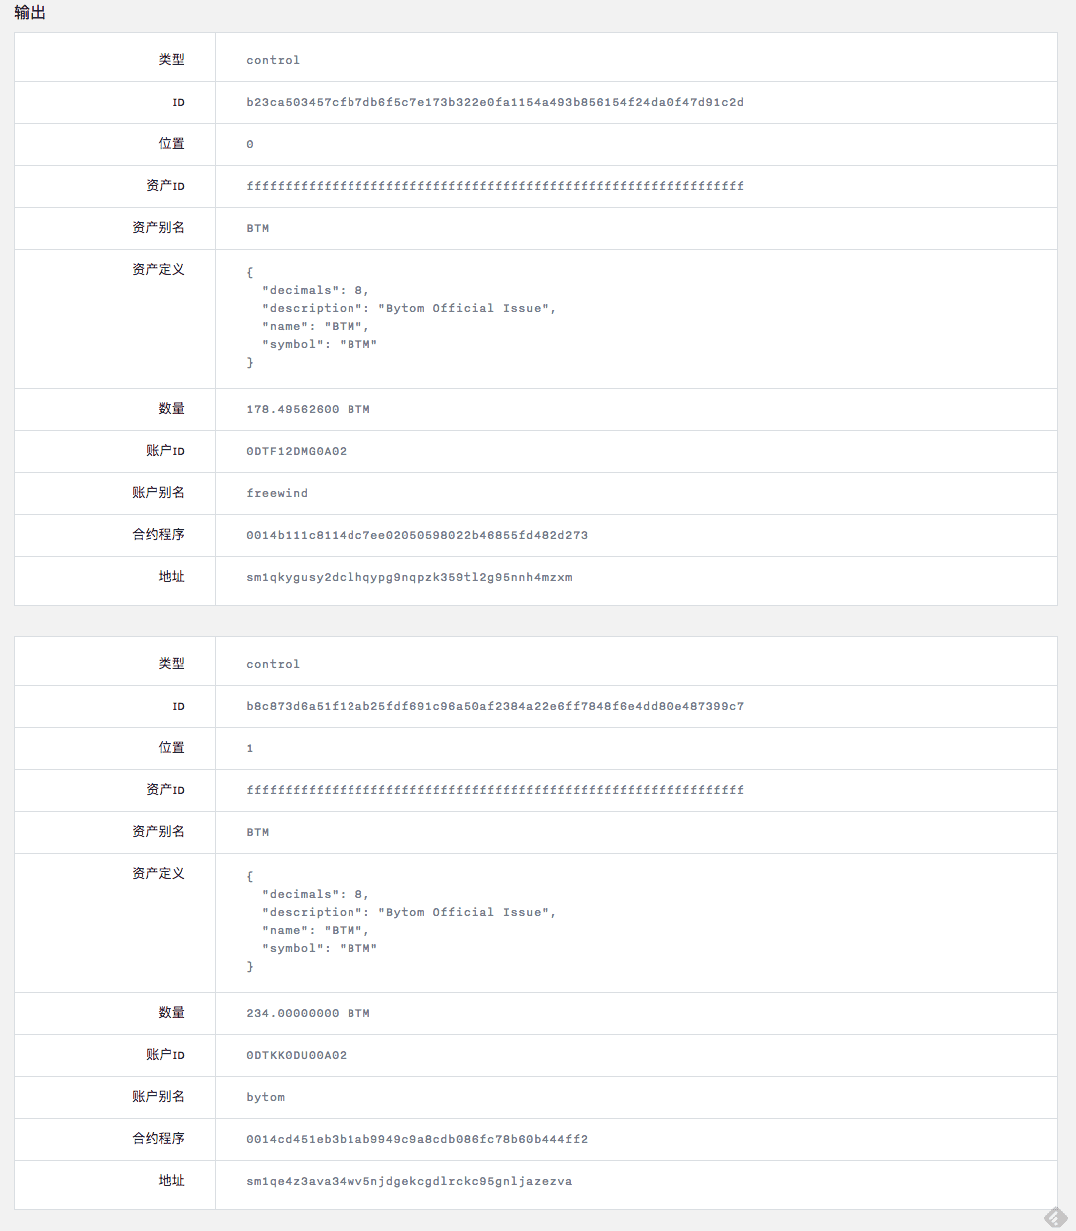 输出
类型 control
ID b23ca503457cfb7db6f5c7e173b322e0fa1154a493b856154f24da0f47d91c2d
位置 0
资产ID ffffffffffffffffffffffffffffffffffffffffffffffffffffffffffffffff
资产别名 BTM
资产定义 {
"decimals": 8,
"description": "Bytom Official Issue",
"name": "BTM",
"symbol": "BTM"
}
数量 178.49562600 BTM
账户ID 0DTF12DMG0A02
账户别名 freewind
合约程序 0014b111c8114dc7ee02050598022b46855fd482d273
地址 sm1qkygusy2dclhqypg9nqpzk359tl2g95nnh4mzxm
类型 control
ID b8c873d6a51f12ab25fdf691c96a50af2384a22e6ff7848f6e4dd80e487399c7
位置 1
资产ID ffffffffffffffffffffffffffffffffffffffffffffffffffffffffffffffff
资产别名 BTM
资产定义 {
"decimals": 8,
"description": "Bytom Official Issue",
"name": "BTM",
"symbol": "BTM"
}
数量 234.00000000 BTM
账户ID 0DTKK0DU00A02
账户别名 bytom
合约程序 0014cd451eb3b1ab9949c9a8cdb086fc78b60b444ff2
地址 sm1qe4z3ava34wv5njdgekcgdlrckc95gnljazezva